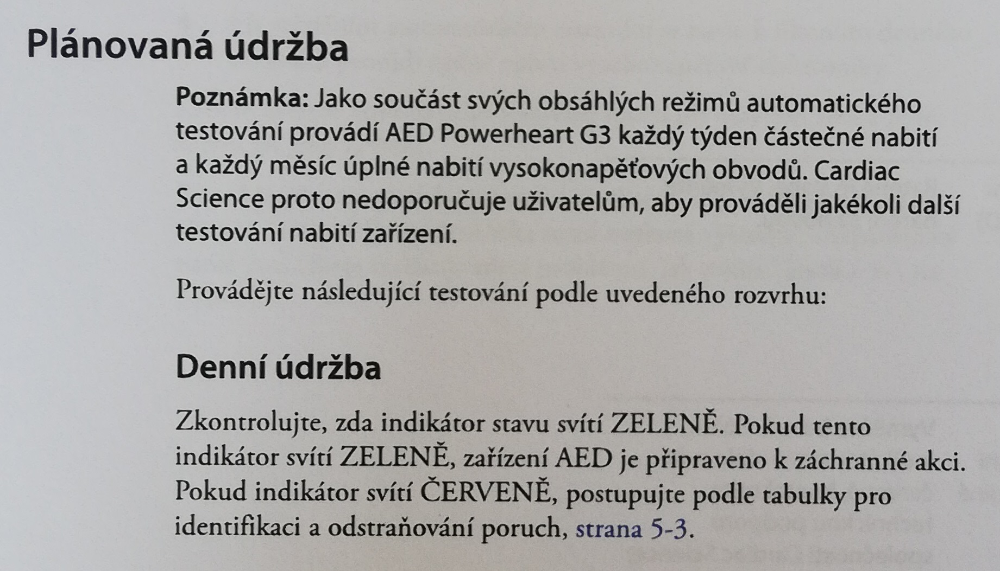 Plánovaná údržba
Poznámka: Jako součást svých obsáhlých režimů automatického
testování provádí AED Powerheart G3 každý týden částečné nabití
a každý měsíc úplné nabití vysokonapěťových obvodů. Cardiac
Science proto nedoporučuje uživatelům, aby prováděli jakékoli další
testování nabití zařízení.
Provádějte následující testování podle uvedeného rozvrhu:
Denní údržba
Zkontrolujte, zda indikátor stavu svítí ZELENĚ. Pokud tento
indikátor svítí ZELENĚ, zařízení AED je připraveno k záchranné akci.
Pokud indikátor svítí ČERVENĚ, postupujte podle tabulky pro
identifikaci a odstraňování poruch, strana 5-3.